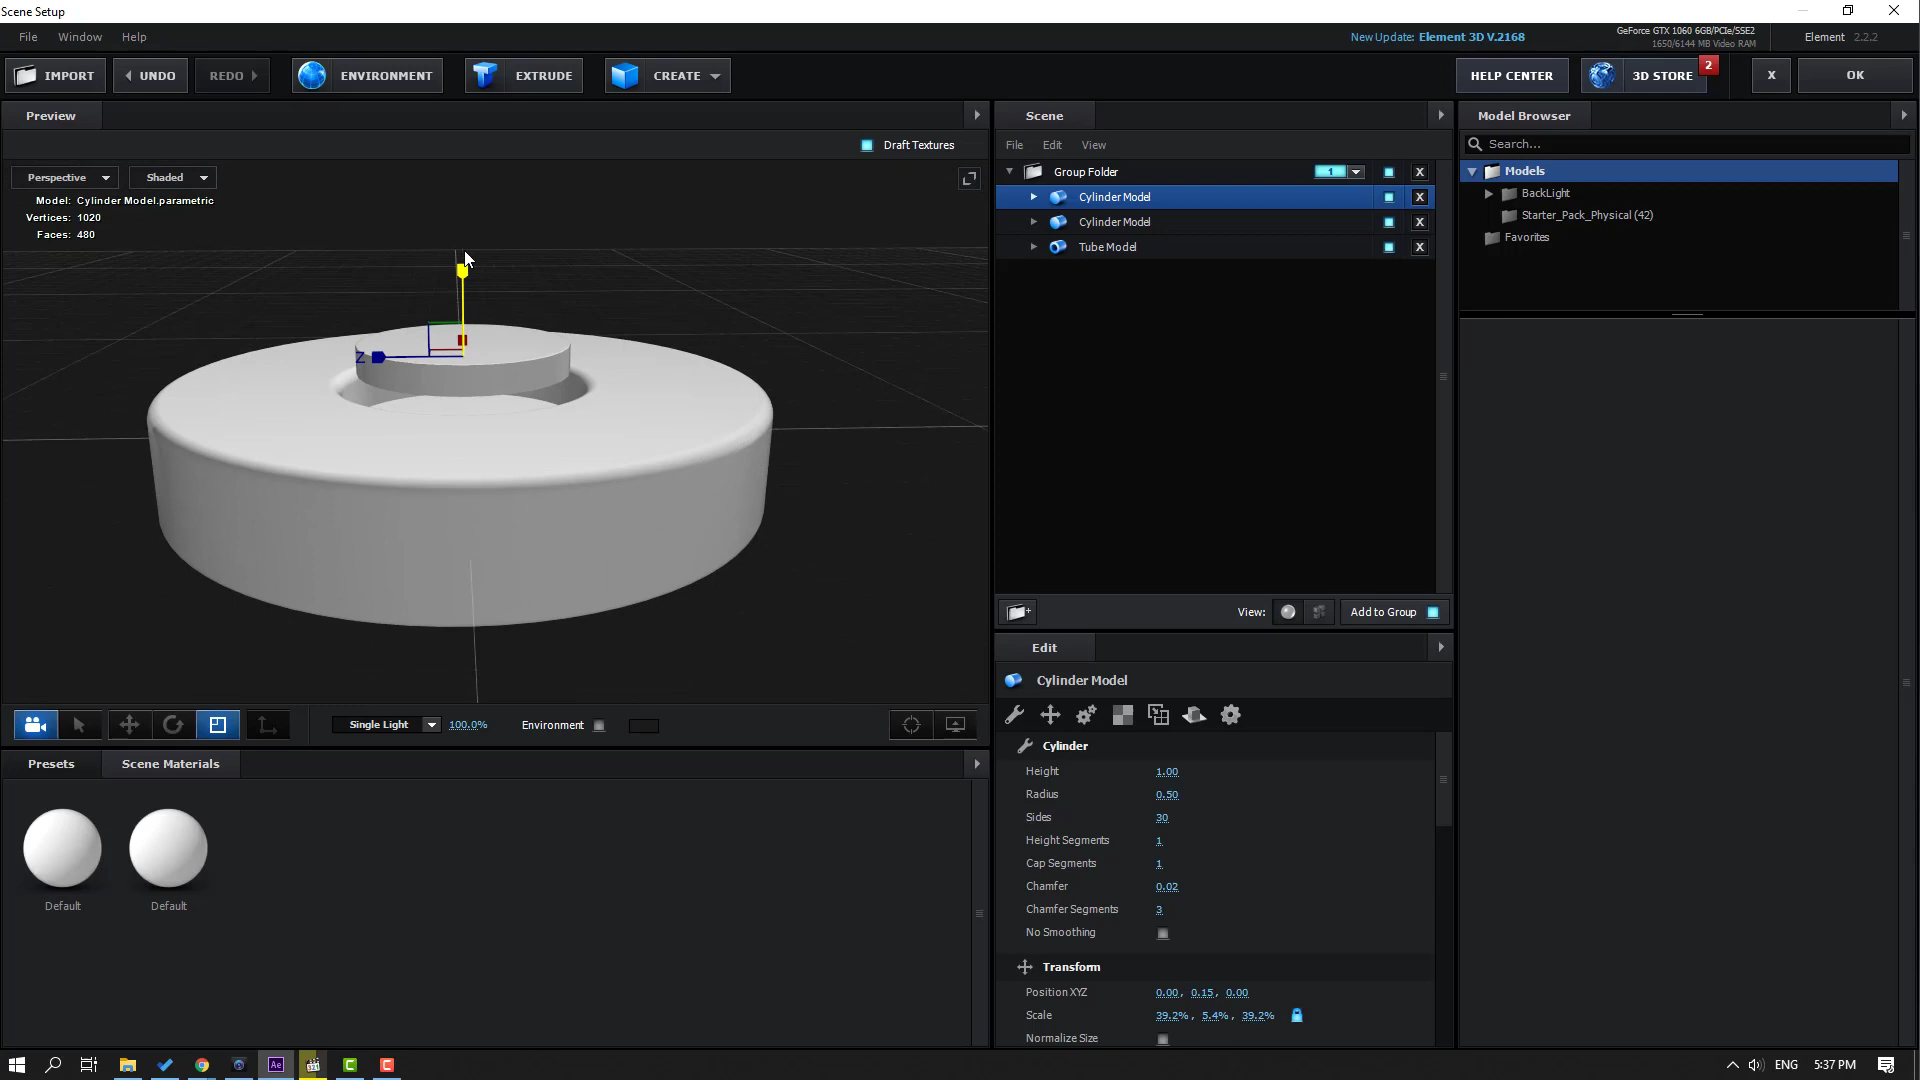 Scene Setup
File Window Help
New Update: Element 3D V.2168
GeForce GTX 1060 6GB/PCIe/SSE2
1650/6144 MB Video RAM
Element 2.2.2
IMPORT
UNDO
REDO
ENVIRONMENT
EXTRUDE
CREATE
HELP CENTER
3D STORE
2
X
OK
Preview
Draft Textures
Perspective
Shaded
Model: Cylinder Model.parametric
Vertices: 1020
Faces: 480
Z
Single Light
100.0%
Environment
Presets
Scene Materials
Default
Default
Scene
File Edit View
Group Folder
1
X
Cylinder Model
X
Cylinder Model
X
Tube Model
X
View:
Add to Group
Edit
Cylinder Model
Cylinder
Height 1.00
Radius 0.50
Sides 30
Height Segments 1
Cap Segments 1
Chamfer 0.02
Chamfer Segments 3
No Smoothing
Transform
Position XYZ 0.00, 0.15, 0.00
Scale 39.2%, 5.4%, 39.2%
Normalize Size
Model Browser
Search...
Models
BackLight
Starter_Pack_Physical (42)
Favorites
Ae
C
C
ENG
5:37 PM